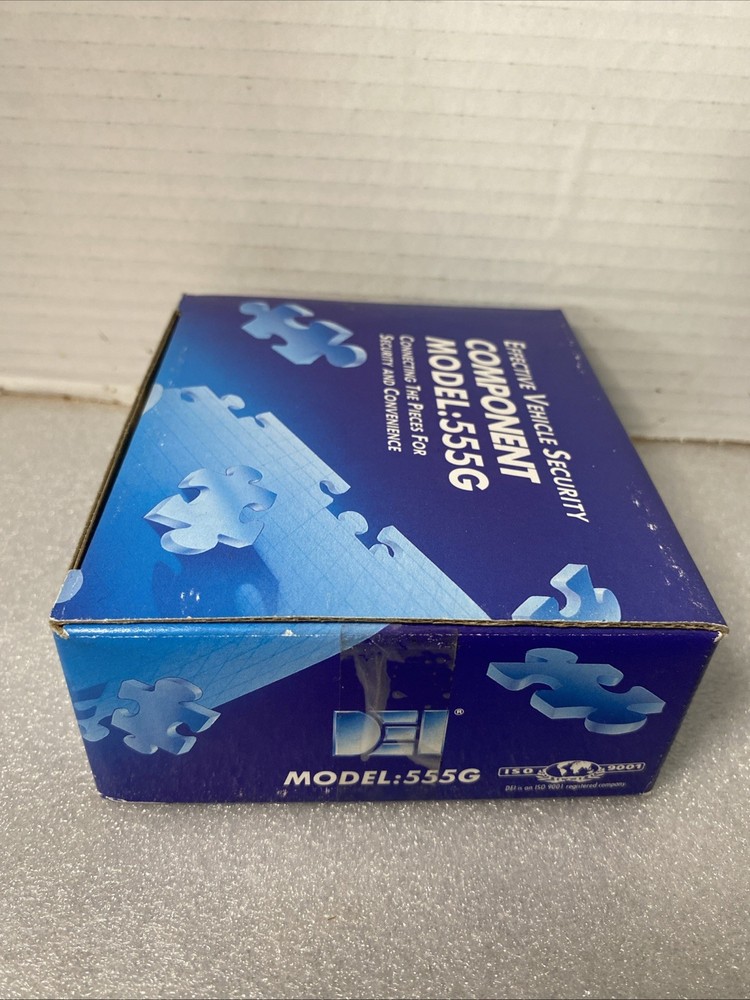 EFFECTIVE VEHICLE SECURITY
COMPONENT
MODEL:555G
CONNECTING THE PIECES FOR
SECURITY AND CONVENIENCE
DEI®
MODEL:555G
ISO 9001
DEI is an ISO 9001 registered company.